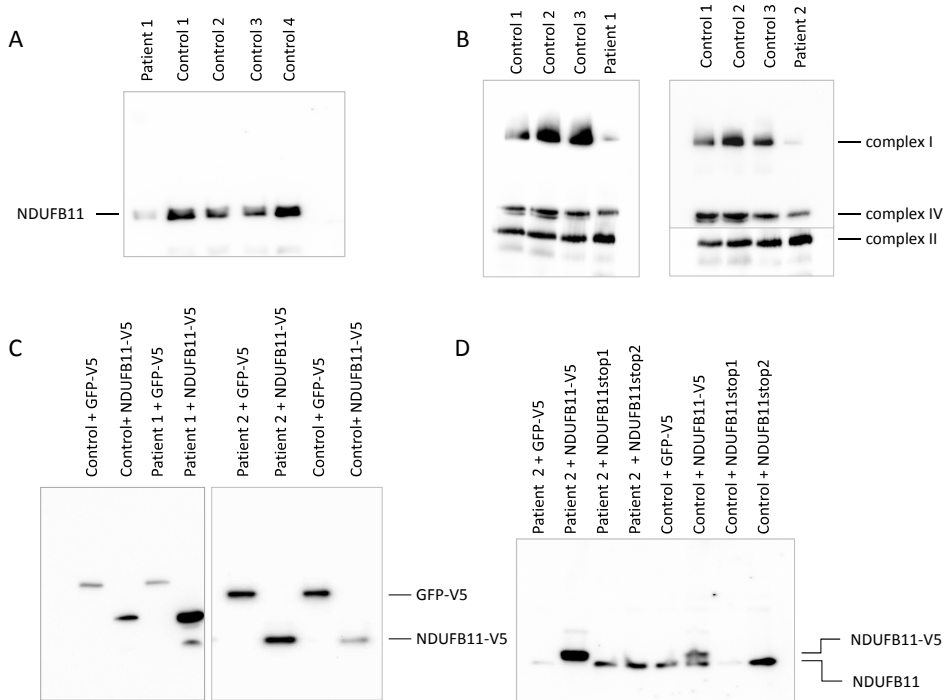 A
Patient 1
Control 1
Control 2
Control 3
Control 4
NDUFB11
B
Control 1
Control 2
Control 3
Patient 1
Control 1
Control 2
Control 3
Patient 2
complex I
complex IV
complex II
C
Control + GFP-V5
Control+ NDUFB11-V5
Patient 1 + GFP-V5
Patient 1 + NDUFB11-V5
Patient 2 + GFP-V5
Patient 2 + NDUFB11-V5
Control + GFP-V5
Control+ NDUFB11-V5
GFP-V5
NDUFB11-V5
D
Patient 2 + GFP-V5
Patient 2 + NDUFB11-V5
Patient 2 + NDUFB11stop1
Patient 2 + NDUFB11stop2
Control + GFP-V5
Control + NDUFB11-V5
Control + NDUFB11stop1
Control + NDUFB11stop2
NDUFB11-V5
NDUFB11